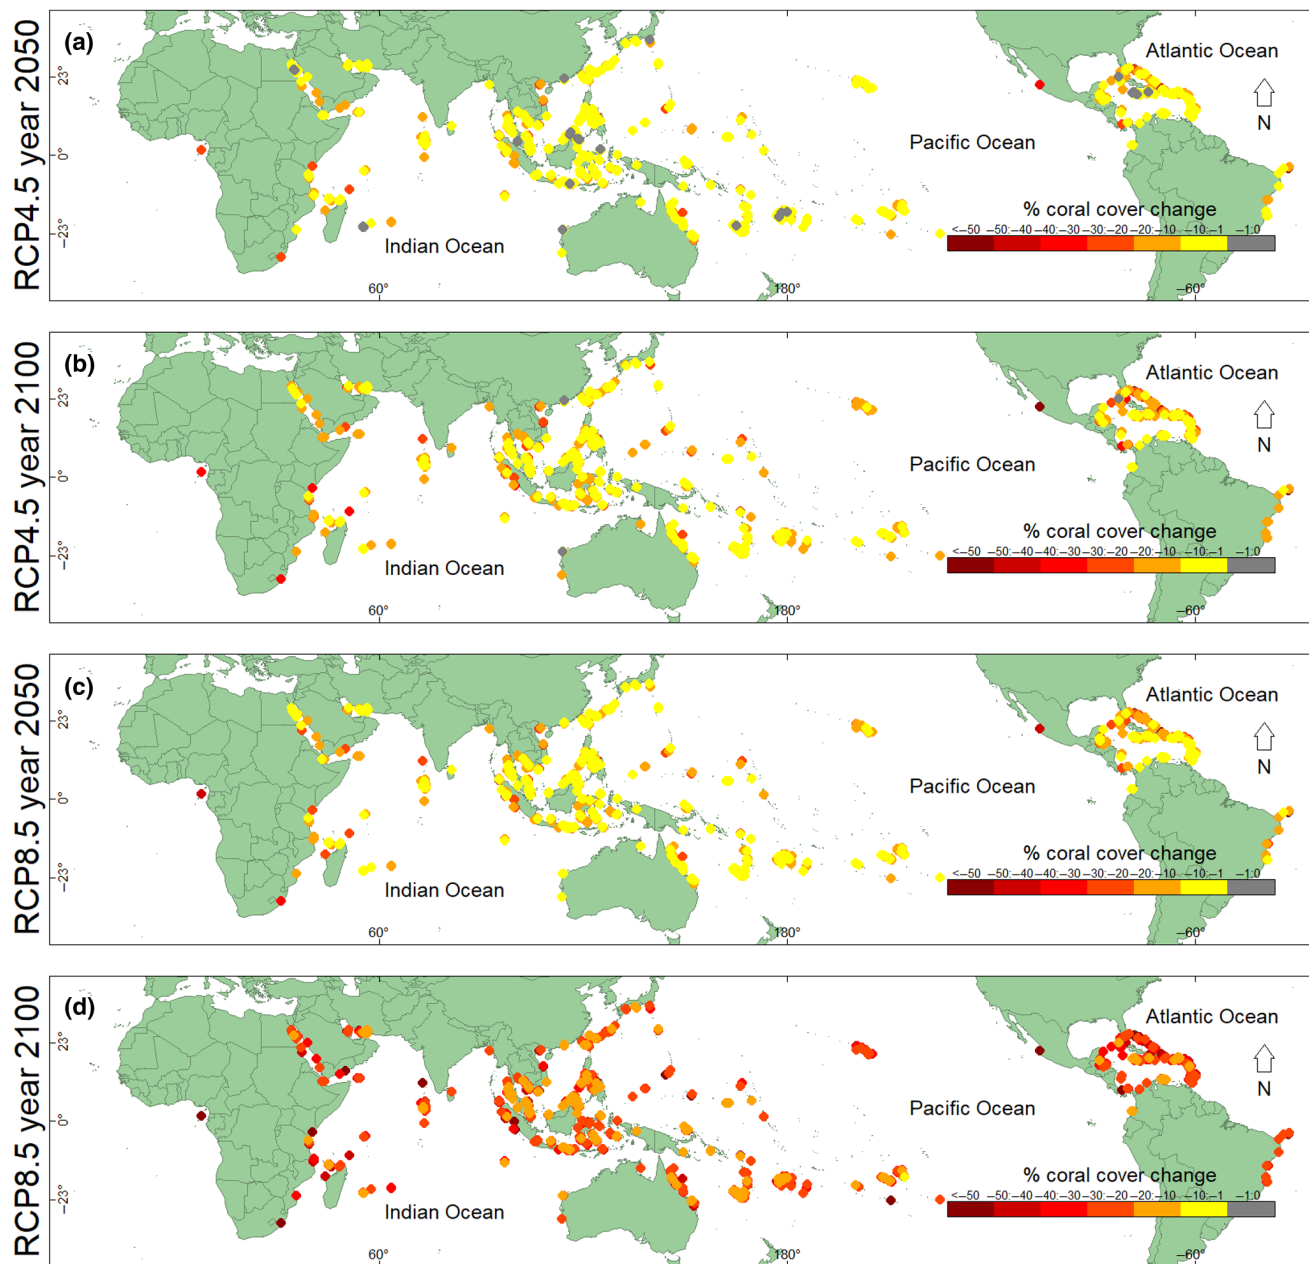 RCP4.5 year 2050
(a)
23°
0
−23°
60°
180°
−60°
Indian Ocean
Pacific Ocean
Atlantic Ocean
N
% coral cover change
<−50 −50:−40 −40:−30 −30:−20 −20:−10 −10:−1 −1:0
RCP4.5 year 2100
(b)
23°
0
−23°
60°
180°
−60°
Indian Ocean
Pacific Ocean
Atlantic Ocean
N
% coral cover change
<−50 −50:−40 −40:−30 −30:−20 −20:−10 −10:−1 −1:0
RCP8.5 year 2050
(c)
23°
0
−23°
60°
180°
−60°
Indian Ocean
Pacific Ocean
Atlantic Ocean
N
% coral cover change
<−50 −50:−40 −40:−30 −30:−20 −20:−10 −10:−1 −1:0
RCP8.5 year 2100
(d)
23°
0
−23°
60°
180°
−60°
Indian Ocean
Pacific Ocean
Atlantic Ocean
N
% coral cover change
<−50 −50:−40 −40:−30 −30:−20 −20:−10 −10:−1 −1:0